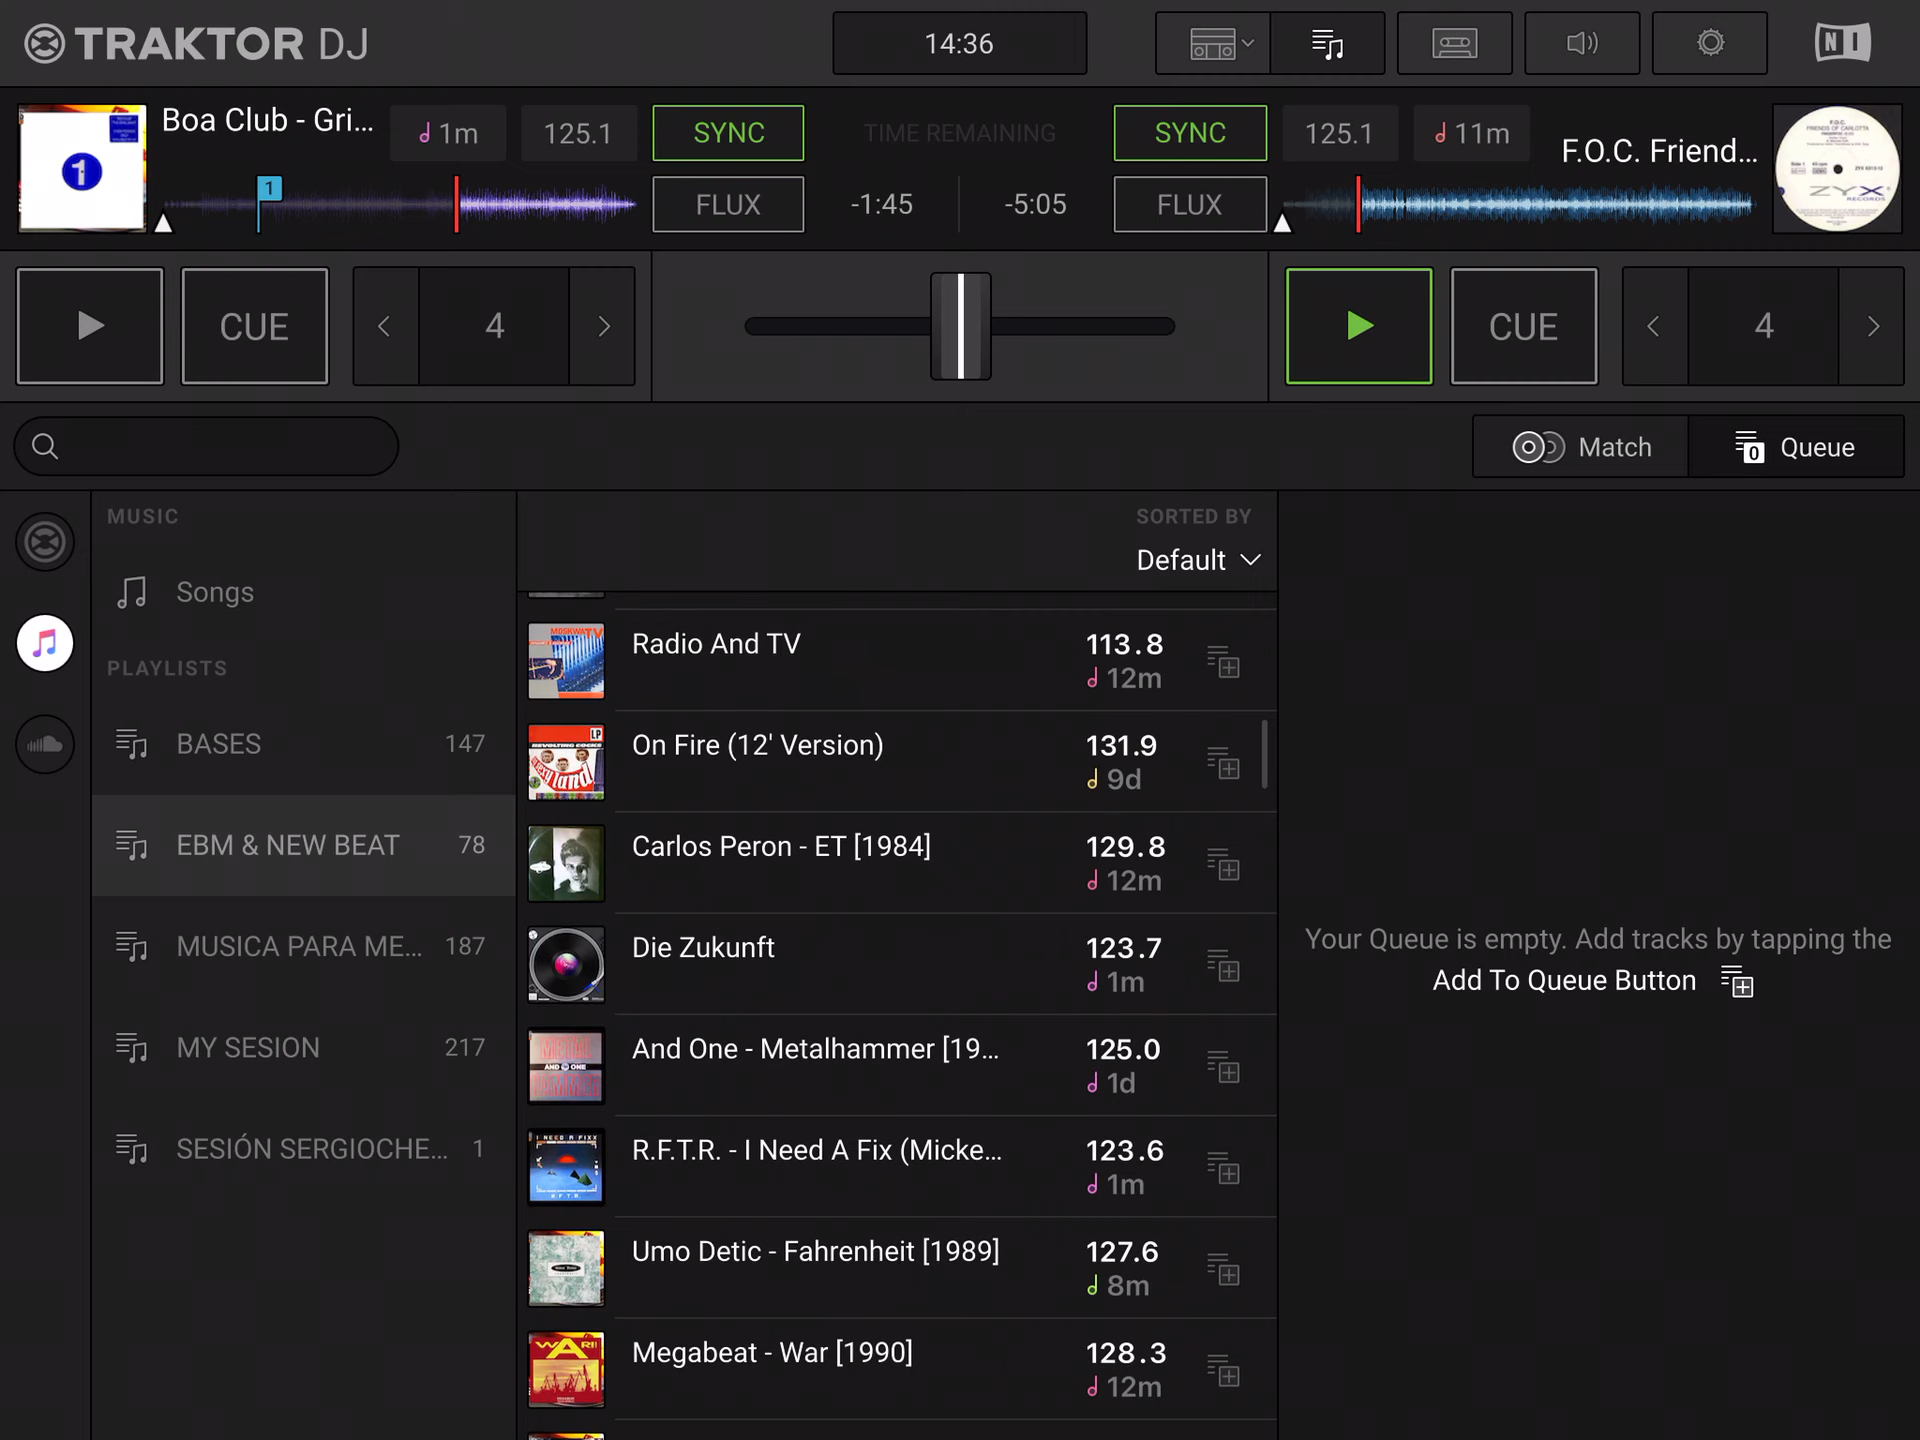 TRAKTOR DJ
14:36
NI
Boa Club - Gri...
1m
125.1
SYNC
TIME REMAINING
SYNC
125.1
11m
F.O.C. Friend...
1
1
FLUX
-1:45
-5:05
FLUX
ZYX
RECORDS
CUE
4
CUE
4
Match
0
Queue
MUSIC
SORTED BY
Songs
Default
PLAYLISTS
BASES 147
EBM & NEW BEAT 78
MUSICA PARA ME... 187
MY SESION 217
SESIÓN SERGIOCHE... 1
Radio And TV 113.8
12m
On Fire (12' Version) 131.9
9d
Carlos Peron - ET [1984] 129.8
12m
Die Zukunft 123.7
1m
And One - Metalhammer [19... 125.0
1d
R.F.T.R. - I Need A Fix (Micke... 123.6
1m
Umo Detic - Fahrenheit [1989] 127.6
8m
Megabeat - War [1990] 128.3
12m
Your Queue is empty. Add tracks by tapping the
Add To Queue Button